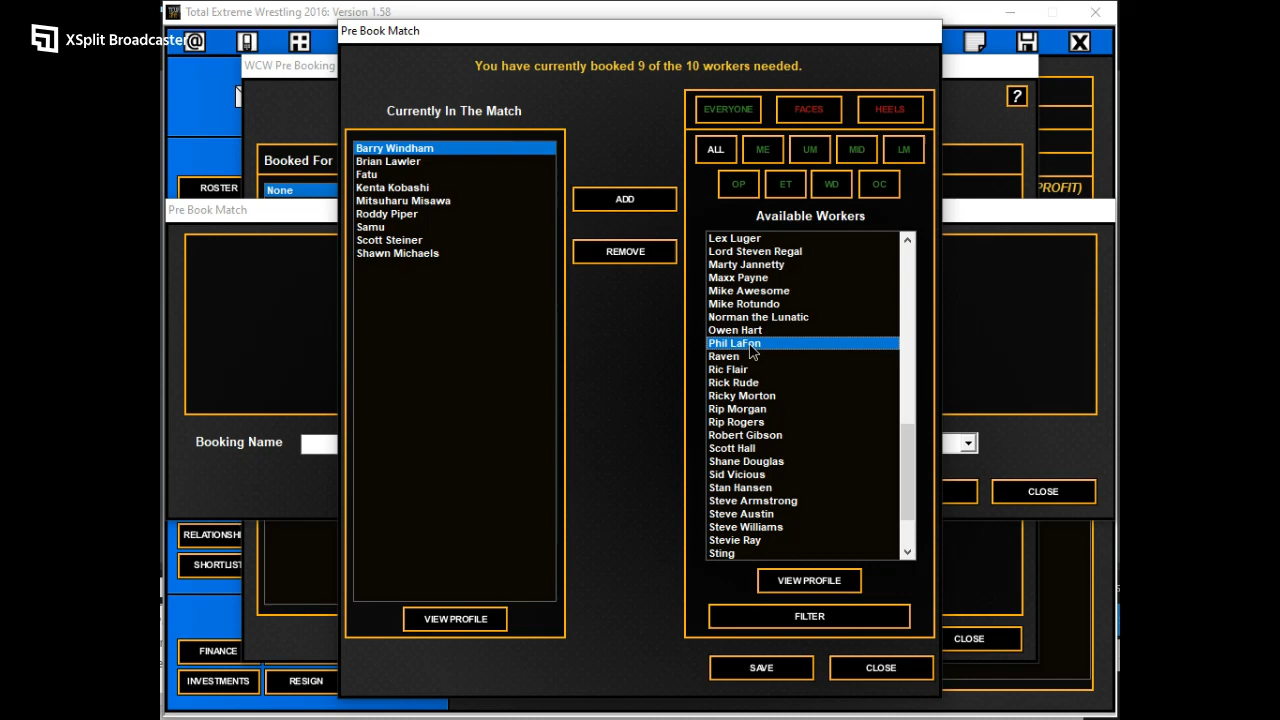 Total Extreme Wrestling 2016: Version 1.58
XSplit Broadcaster
@
Pre Book Match
WCW Pre Booking
You have currently booked 9 of the 10 workers needed.
?
Currently In The Match
EVERYONE
FACES
HEELS
ALL
ME
UM
MID
LM
OP
ET
WD
OC
Booked For
None
ROSTER
PROFIT)
Pre Book Match
Barry Windham
Brian Lawler
Fatu
Kenta Kobashi
Mitsuharu Misawa
Roddy Piper
Samu
Scott Steiner
Shawn Michaels
ADD
REMOVE
Available Workers
Lex Luger
Lord Steven Regal
Marty Jannetty
Maxx Payne
Mike Awesome
Mike Rotundo
Norman the Lunatic
Owen Hart
Phil LaFon
Raven
Ric Flair
Rick Rude
Ricky Morton
Rip Morgan
Rip Rogers
Robert Gibson
Scott Hall
Shane Douglas
Sid Vicious
Stan Hansen
Steve Armstrong
Steve Austin
Steve Williams
Stevie Ray
Sting
Booking Name
CLOSE
RELATIONSH
SHORTLIST
VIEW PROFILE
VIEW PROFILE
FILTER
CLOSE
FINANCE
SAVE
CLOSE
INVESTMENTS
RESIGN